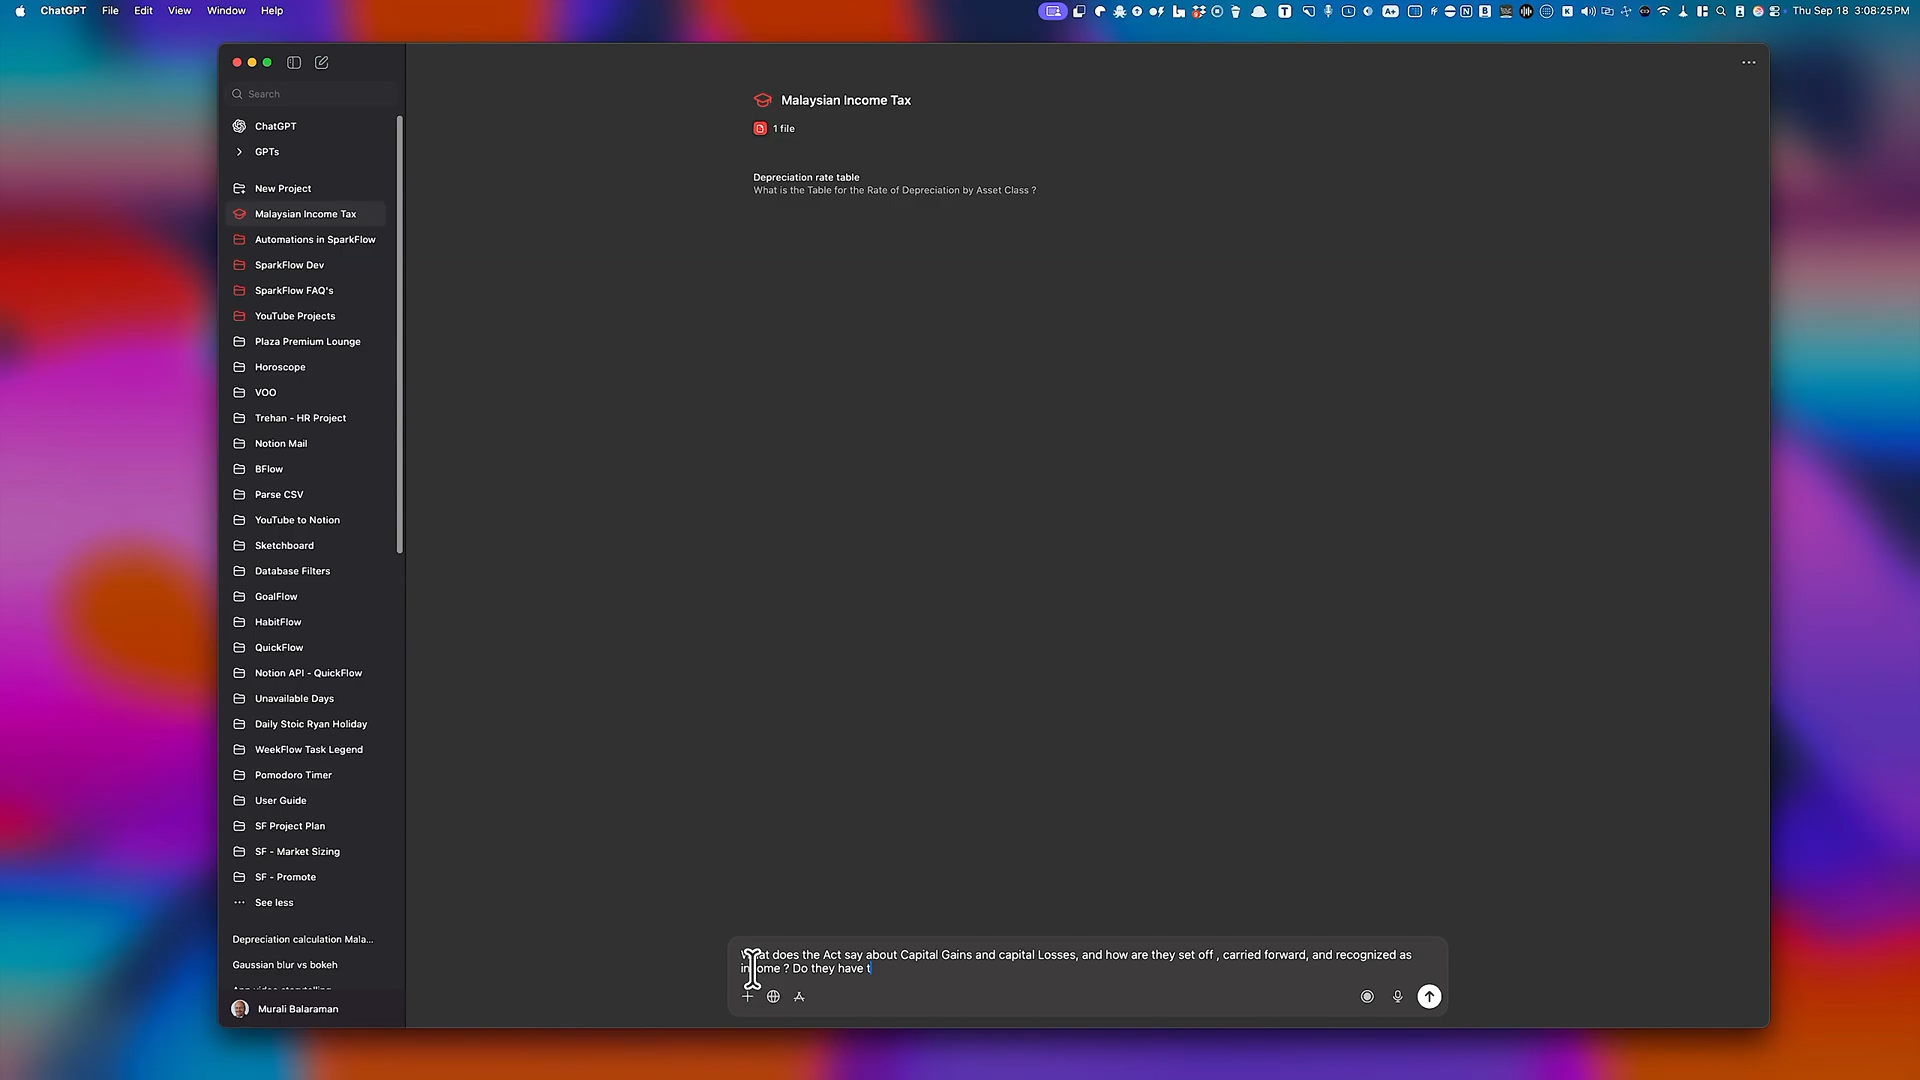 ChatGPT File Edit View Window Help
Thu Sep 18 3:08:25 PM
Search
ChatGPT
GPTs
New Project
Malaysian Income Tax
Automations in SparkFlow
SparkFlow Dev
SparkFlow FAQ's
YouTube Projects
Plaza Premium Lounge
Horoscope
VOO
Trehan - HR Project
Notion Mail
BFlow
Parse CSV
YouTube to Notion
Sketchboard
Database Filters
GoalFlow
HabitFlow
QuickFlow
Notion API - QuickFlow
Unavailable Days
Daily Stoic Ryan Holiday
WeekFlow Task Legend
Pomodoro Timer
User Guide
SF Project Plan
SF - Market Sizing
SF - Promote
See less
Depreciation calculation Mala...
Gaussian blur vs bokeh
Murali Balaraman
Malaysian Income Tax
1 file
Depreciation rate table
What is the Table for the Rate of Depreciation by Asset Class ?
What does the Act say about Capital Gains and capital Losses, and how are they set off , carried forward, and recognized as
income ? Do they have t